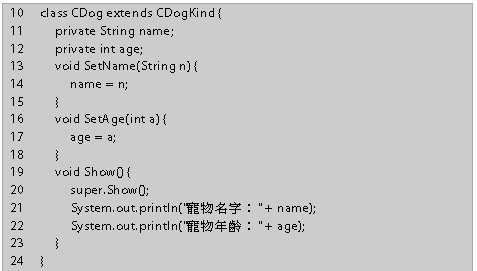 10 class CDog extends CDogKind {
11 private String name;
12 private int age;
13 void SetName(String n) {
14 name = n;
15 }
16 void SetAge(int a) {
17 age = a;
18 }
19 void Show() {
20 super.Show();
21 System.out.println("寵物名字："+ name);
22 System.out.println("寵物年齡："+ age);
23 }
24 }